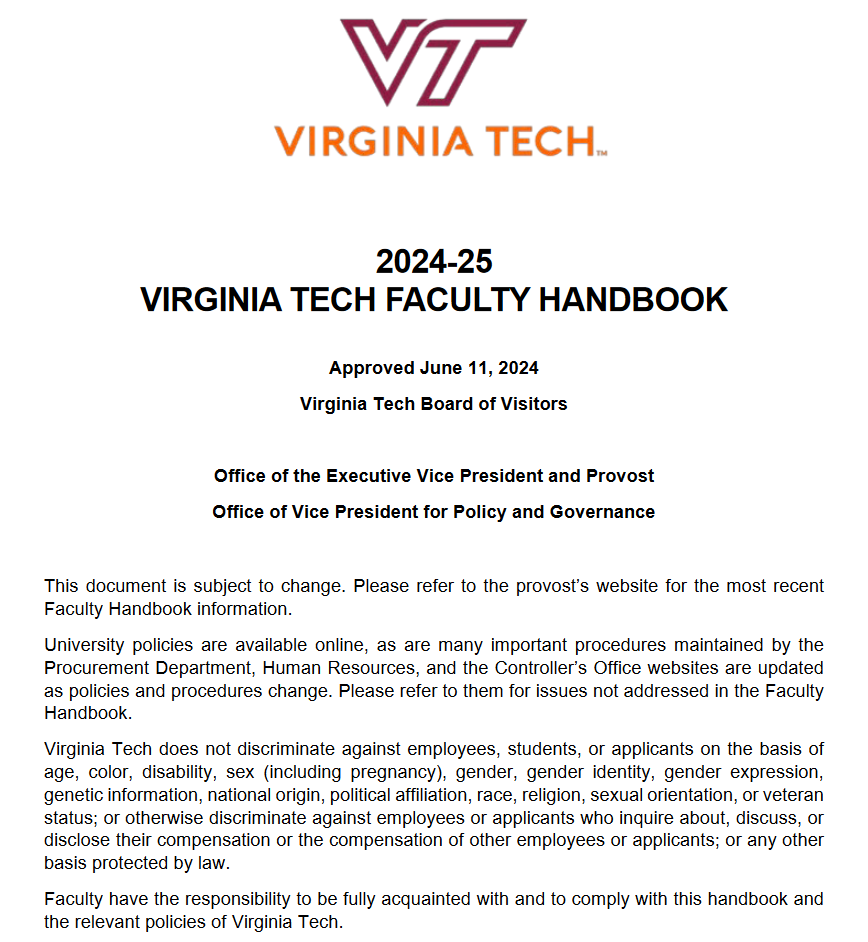 VT
VIRGINIA TECH™
2024-25
VIRGINIA TECH FACULTY HANDBOOK
Approved June 11, 2024
Virginia Tech Board of Visitors
Office of the Executive Vice President and Provost
Office of Vice President for Policy and Governance
This document is subject to change. Please refer to the provost’s website for the most recent
Faculty Handbook information.
University policies are available online, as are many important procedures maintained by the
Procurement Department, Human Resources, and the Controller’s Office websites are updated
as policies and procedures change. Please refer to them for issues not addressed in the Faculty
Handbook.
Virginia Tech does not discriminate against employees, students, or applicants on the basis of
age, color, disability, sex (including pregnancy), gender, gender identity, gender expression,
genetic information, national origin, political affiliation, race, religion, sexual orientation, or veteran
status; or otherwise discriminate against employees or applicants who inquire about, discuss, or
disclose their compensation or the compensation of other employees or applicants; or any other
basis protected by law.
Faculty have the responsibility to be fully acquainted with and to comply with this handbook and
the relevant policies of Virginia Tech.